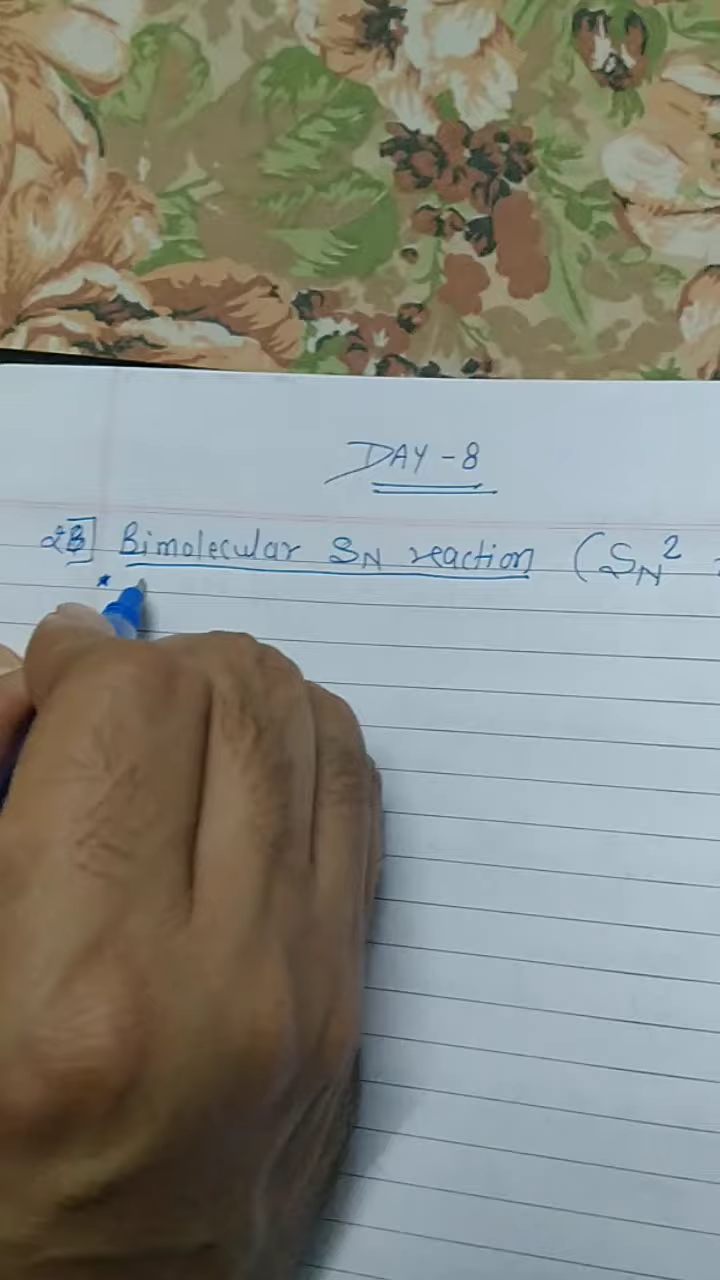 DAY - 8
2B] Bimolecular SN reaction (SN2
*